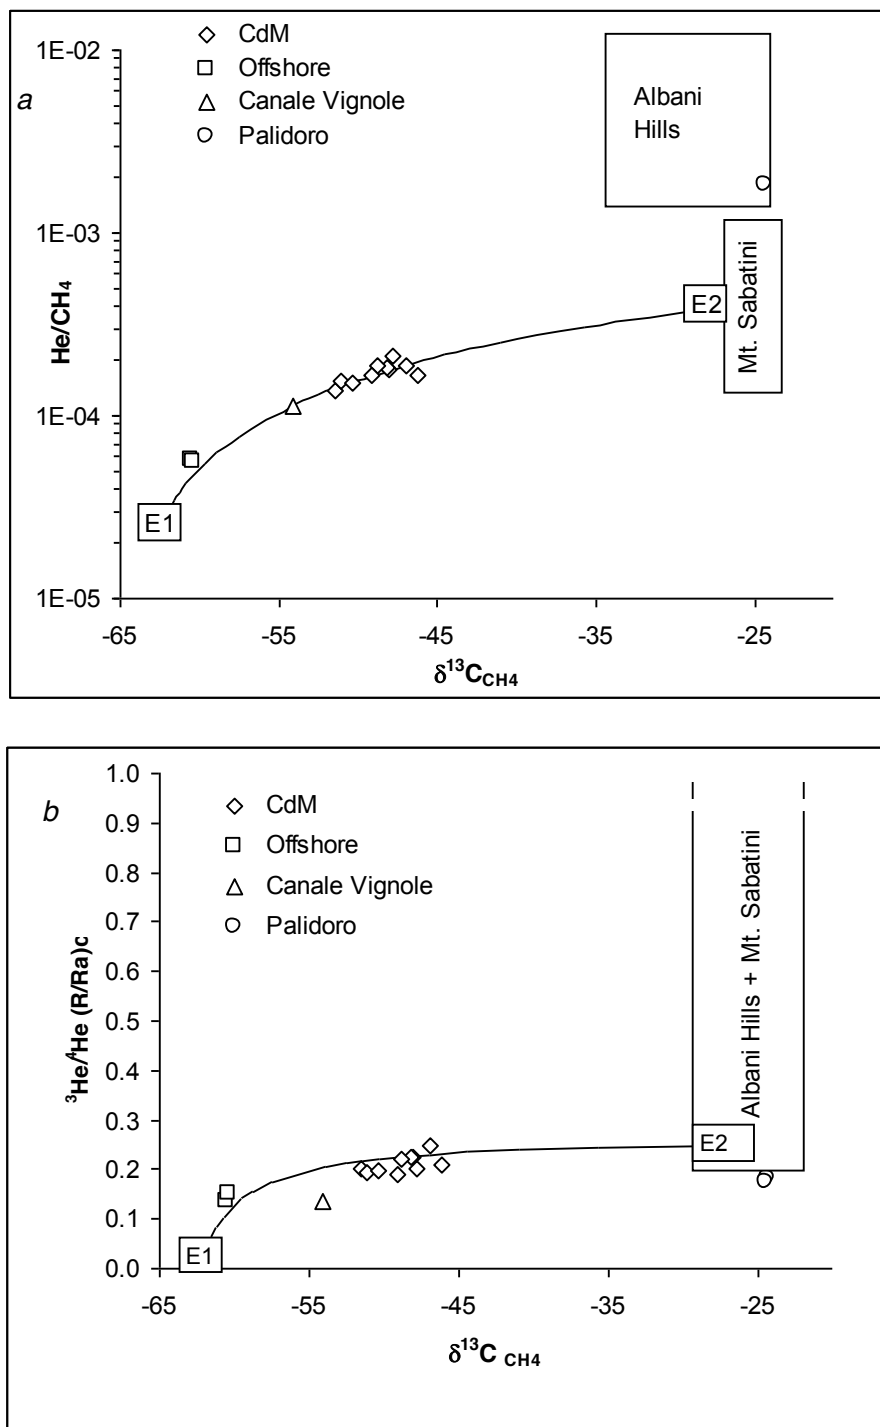 a
CdM
Offshore
Canale Vignole
Palidoro
1E-02
1E-03
1E-04
1E-05
He/CH4
Albani
Hills
Mt. Sabatini
E2
E1
-65
-55
-45
-35
-25
δ13CCH4
b
CdM
Offshore
Canale Vignole
Palidoro
1.0
0.9
0.8
0.7
0.6
0.5
0.4
0.3
0.2
0.1
0.0
3He/4He (R/Ra)c
Albani Hills + Mt. Sabatini
E2
E1
-65
-55
-45
-35
-25
δ13C CH4